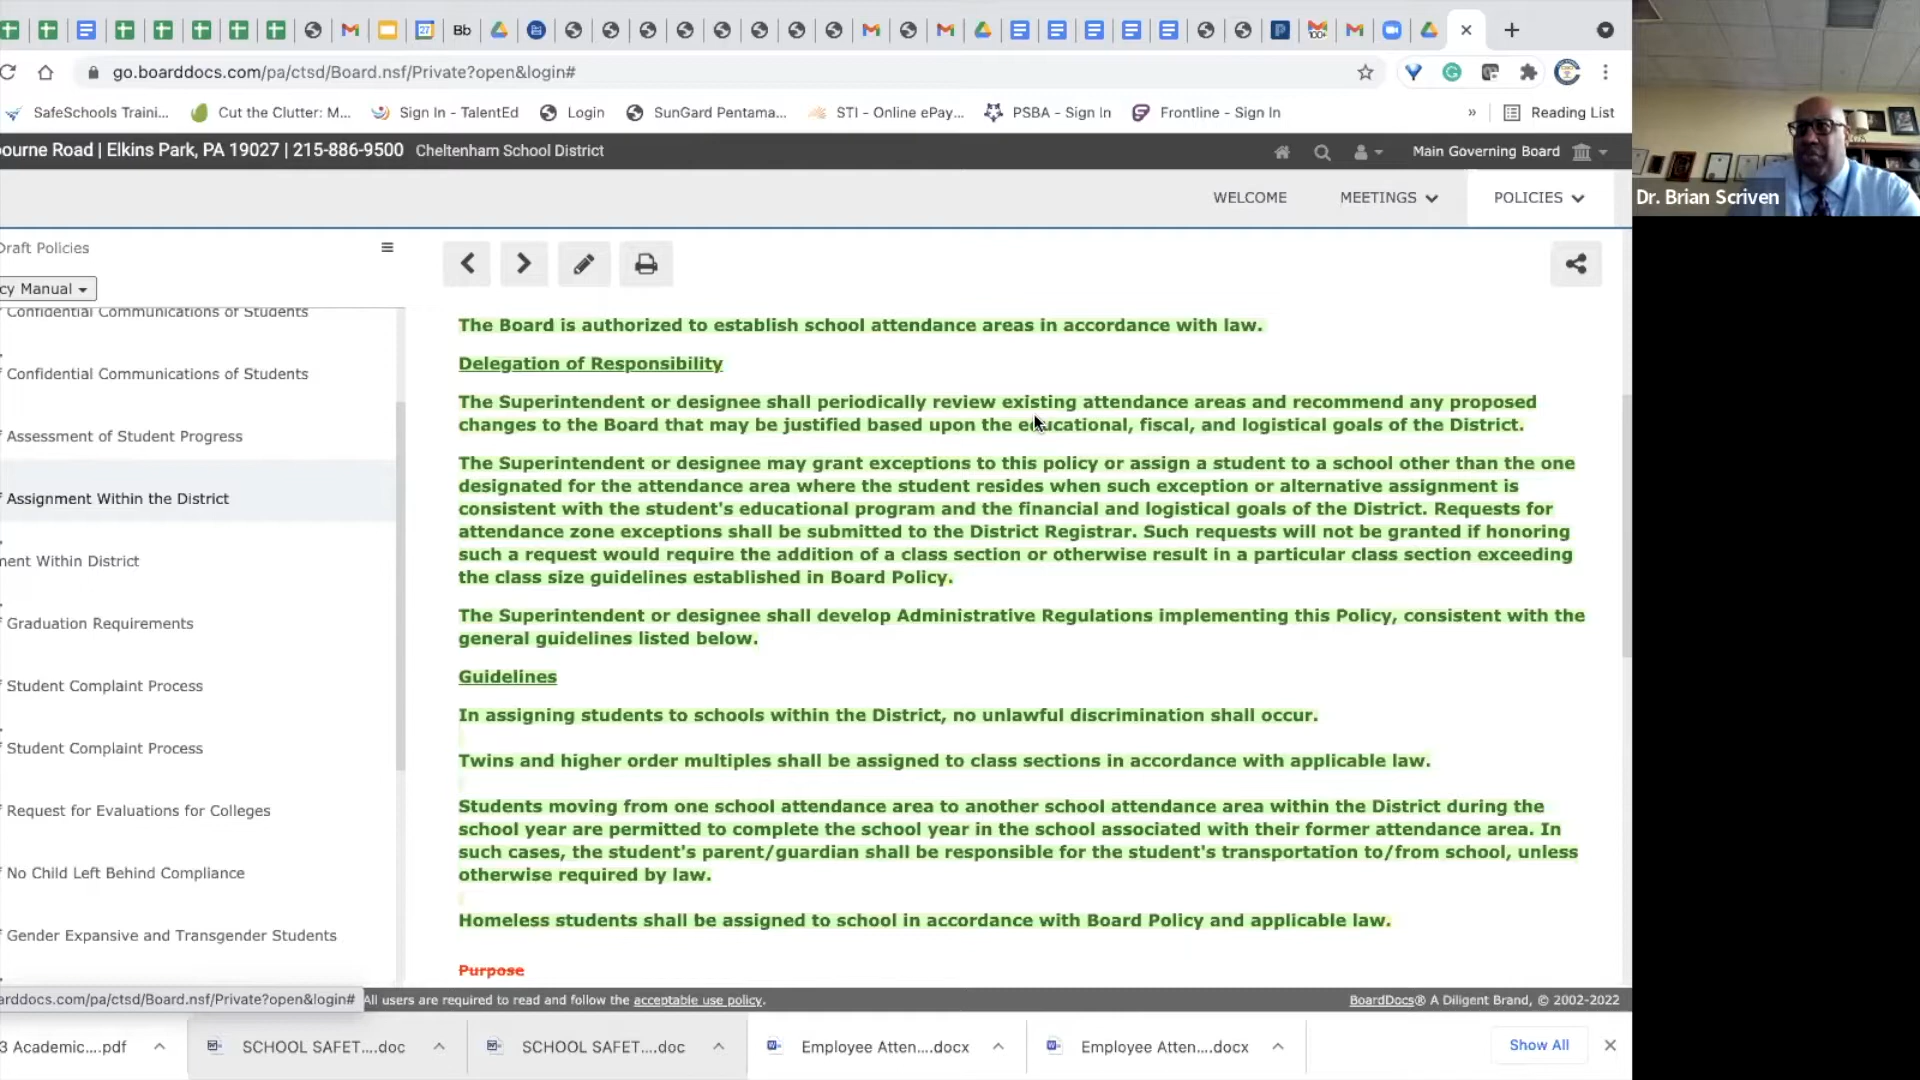 27
Bb
100+
go.boarddocs.com/pa/ctsd/Board.nsf/Private?open&login#
SafeSchools Traini...
Cut the Clutter: M...
Sign In - TalentEd
Login
SunGard Pentama...
STI - Online ePay...
PSBA - Sign In
Frontline - Sign In
»
Reading List
ourne Road | Elkins Park, PA 19027 | 215-886-9500 Cheltenham School District
Main Governing Board
Dr. Brian Scriven
WELCOME
MEETINGS
POLICIES
Draft Policies
cy Manual
Confidential Communications of Students
Confidential Communications of Students
Assessment of Student Progress
Assignment Within the District
ment Within District
Graduation Requirements
Student Complaint Process
Student Complaint Process
Request for Evaluations for Colleges
No Child Left Behind Compliance
Gender Expansive and Transgender Students
The Board is authorized to establish school attendance areas in accordance with law.
Delegation of Responsibility
The Superintendent or designee shall periodically review existing attendance areas and recommend any proposed
changes to the Board that may be justified based upon the educational, fiscal, and logistical goals of the District.
The Superintendent or designee may grant exceptions to this policy or assign a student to a school other than the one
designated for the attendance area where the student resides when such exception or alternative assignment is
consistent with the student's educational program and the financial and logistical goals of the District. Requests for
attendance zone exceptions shall be submitted to the District Registrar. Such requests will not be granted if honoring
such a request would require the addition of a class section or otherwise result in a particular class section exceeding
the class size guidelines established in Board Policy.
The Superintendent or designee shall develop Administrative Regulations implementing this Policy, consistent with the
general guidelines listed below.
Guidelines
In assigning students to schools within the District, no unlawful discrimination shall occur.
Twins and higher order multiples shall be assigned to class sections in accordance with applicable law.
Students moving from one school attendance area to another school attendance area within the District during the
school year are permitted to complete the school year in the school associated with their former attendance area. In
such cases, the student's parent/guardian shall be responsible for the student's transportation to/from school, unless
otherwise required by law.
Homeless students shall be assigned to school in accordance with Board Policy and applicable law.
Purpose
arddocs.com/pa/ctsd/Board.nsf/Private?open&login#
All users are required to read and follow the acceptable use policy.
BoardDocs® A Diligent Brand, © 2002-2022
3 Academic....pdf
SCHOOL SAFET....doc
SCHOOL SAFET....doc
Employee Atten....docx
Employee Atten....docx
Show All